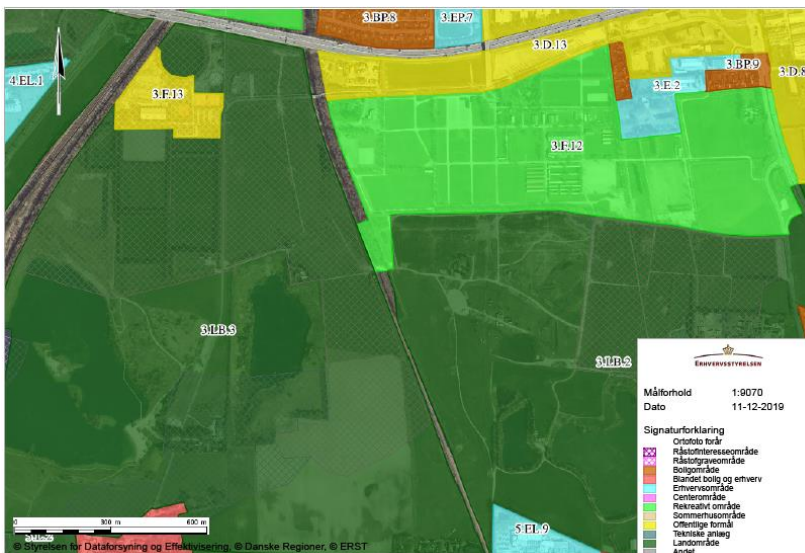 3.BP.8
3.EP.7
3.D.13
3.BP.9
3.D.8
4.EL.1
3.F.13
3.E.2
3.F.12
3.LB.3
3.LB.2
5.EL.9
ERHVERVSSTYRELSEN
Målforhold 1:9070
Dato 11-12-2019
Signaturforklaring
Ortofoto forår
Råstofinteresseområde
Råstofgraveområde
Boligområde
Blandet bolig og erhverv
Erhvervsområde
Centerområde
Rekreativt område
Sommerhusområde
Offentlige formål
Tekniske anlæg
Landområde
Andet
0 300 m 600 m
© Styrelsen for Dataforsyning og Effektivisering, © Danske Regioner, © ERST